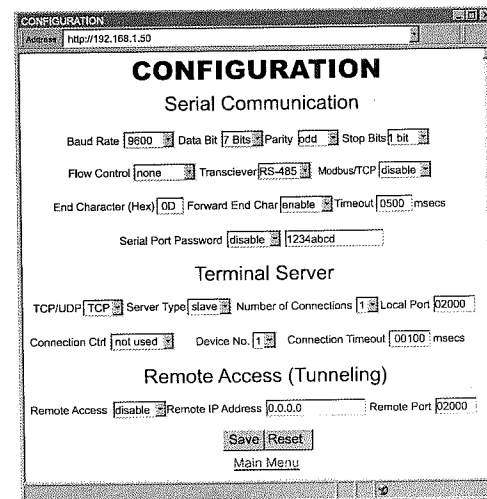 CONFIGURATION
Address http://192.168.1.50
CONFIGURATION
Serial Communication
Baud Rate 9600 Data Bit 7 Bits Parity odd Stop Bits 1 bit
Flow Control none Transciever RS-485 Modbus/TCP disable
End Character (Hex) 0D Forward End Char enable Timeout 0500 msecs
Serial Port Password disable 1234abcd
Terminal Server
TCP/UDP TCP Server Type slave Number of Connections 1 Local Port 02000
Connection Ctrl not used Device No. 1 Connection Timeout 00100 msecs
Remote Access (Tunneling)
Remote Access disable Remote IP Address 0.0.0.0 Remote Port 02000
Save Reset
Main Menu